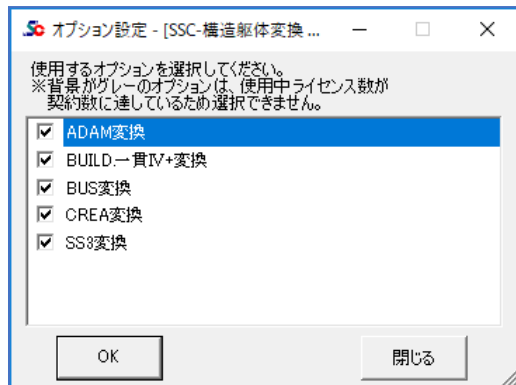 オプション設定 - [SSC-構造躯体変換 ...
使用するオプションを選択してください。
※背景がグレーのオプションは、使用中ライセンス数が
契約数に達しているため選択できません。
ADAM変換
BUILD.一貫Ⅳ+変換
BUS変換
CREA変換
SS3変換
OK
閉じる